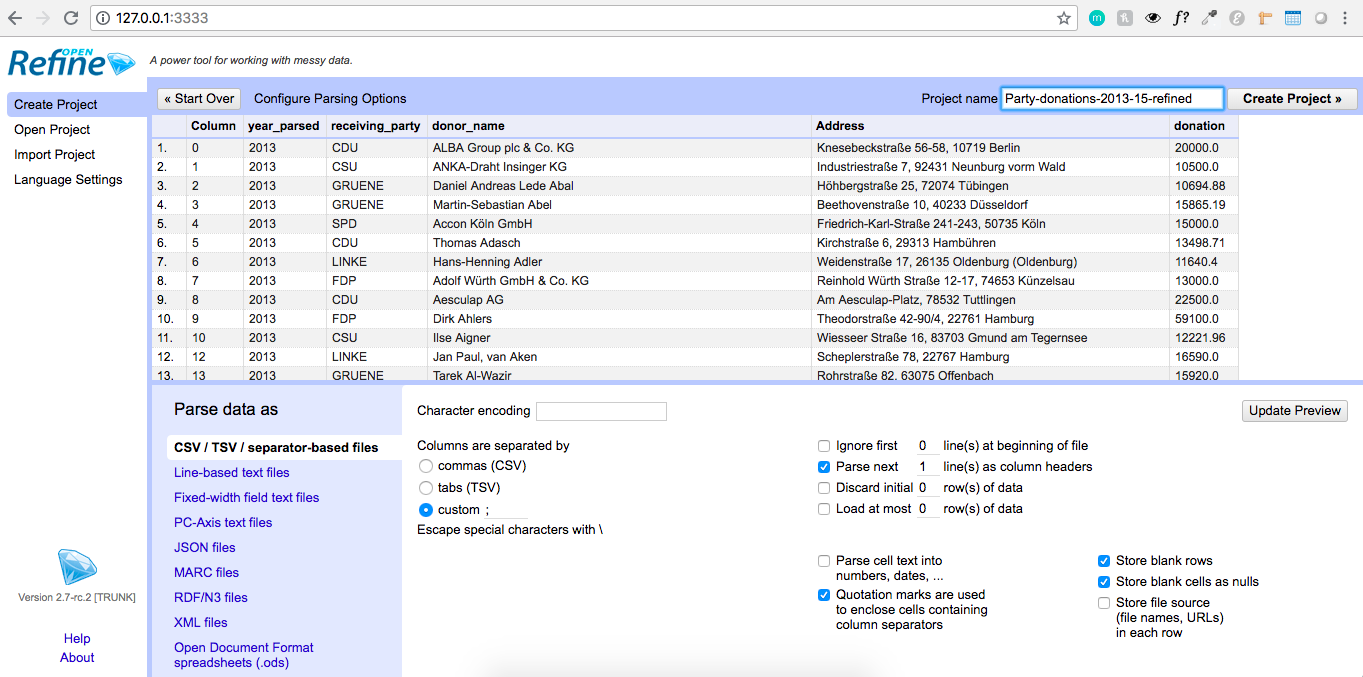 127.0.0.1:3333
m
f?
OPEN
Refine
A power tool for working with messy data.
Create Project
Open Project
Import Project
Language Settings
« Start Over Configure Parsing Options Project name Party-donations-2013-15-refined Create Project »
Column year_parsed receiving_party donor_name Address donation
1. 0 2013 CDU ALBA Group plc & Co. KG Knesebeckstraße 56-58, 10719 Berlin 20000.0
2. 1 2013 CSU ANKA-Draht Insinger KG Industriestraße 7, 92431 Neunburg vorm Wald 10500.0
3. 2 2013 GRUENE Daniel Andreas Lede Abal Höhbergstraße 25, 72074 Tübingen 10694.88
4. 3 2013 GRUENE Martin-Sebastian Abel Beethovenstraße 10, 40233 Düsseldorf 15865.19
5. 4 2013 SPD Accon Köln GmbH Friedrich-Karl-Straße 241-243, 50735 Köln 15000.0
6. 5 2013 CDU Thomas Adasch Kirchstraße 6, 29313 Hambühren 13498.71
7. 6 2013 LINKE Hans-Henning Adler Weidenstraße 17, 26135 Oldenburg (Oldenburg) 11640.4
8. 7 2013 FDP Adolf Würth GmbH & Co. KG Reinhold Würth Straße 12-17, 74653 Künzelsau 13000.0
9. 8 2013 CDU Aesculap AG Am Aesculap-Platz, 78532 Tuttlingen 22500.0
10. 9 2013 FDP Dirk Ahlers Theodorstraße 42-90/4, 22761 Hamburg 59100.0
11. 10 2013 CSU Ilse Aigner Wiesseer Straße 16, 83703 Gmund am Tegernsee 12221.96
12. 12 2013 LINKE Jan Paul, van Aken Scheplerstraße 78, 22767 Hamburg 16590.0
13. 13 2013 GRUENE Tarek Al-Wazir Rohrstraße 82, 63075 Offenbach 15920.0
Parse data as
CSV / TSV / separator-based files
Line-based text files
Fixed-width field text files
PC-Axis text files
JSON files
MARC files
RDF/N3 files
XML files
Open Document Format
spreadsheets (.ods)
Character encoding
Update Preview
Columns are separated by
commas (CSV)
tabs (TSV)
custom ;
Escape special characters with \
Ignore first 0 line(s) at beginning of file
Parse next 1 line(s) as column headers
Discard initial 0 row(s) of data
Load at most 0 row(s) of data
Parse cell text into
numbers, dates, ...
Quotation marks are used
to enclose cells containing
column separators
Store blank rows
Store blank cells as nulls
Store file source
(file names, URLs)
in each row
Version 2.7-rc.2 [TRUNK]
Help
About